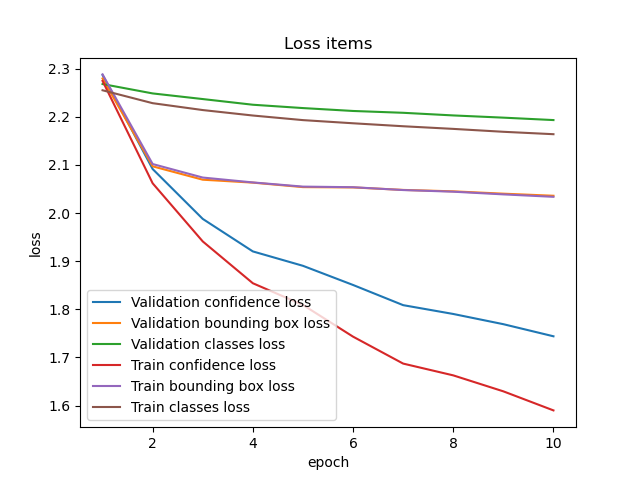 Loss items
2.3
2.2
2.1
2.0
1.9
1.8
1.7
1.6
loss
Validation confidence loss
Validation bounding box loss
Validation classes loss
Train confidence loss
Train bounding box loss
Train classes loss
2 4 6 8 10
epoch